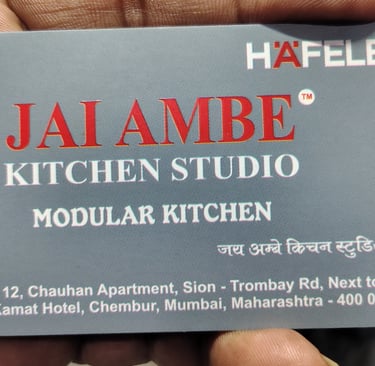 HÄFELE
JAI AMBE™
KITCHEN STUDIO
MODULAR KITCHEN
जय अम्बे किचन स्टुडि
12, Chauhan Apartment, Sion - Trombay Rd, Next to
Kamat Hotel, Chembur, Mumbai, Maharashtra - 400 0